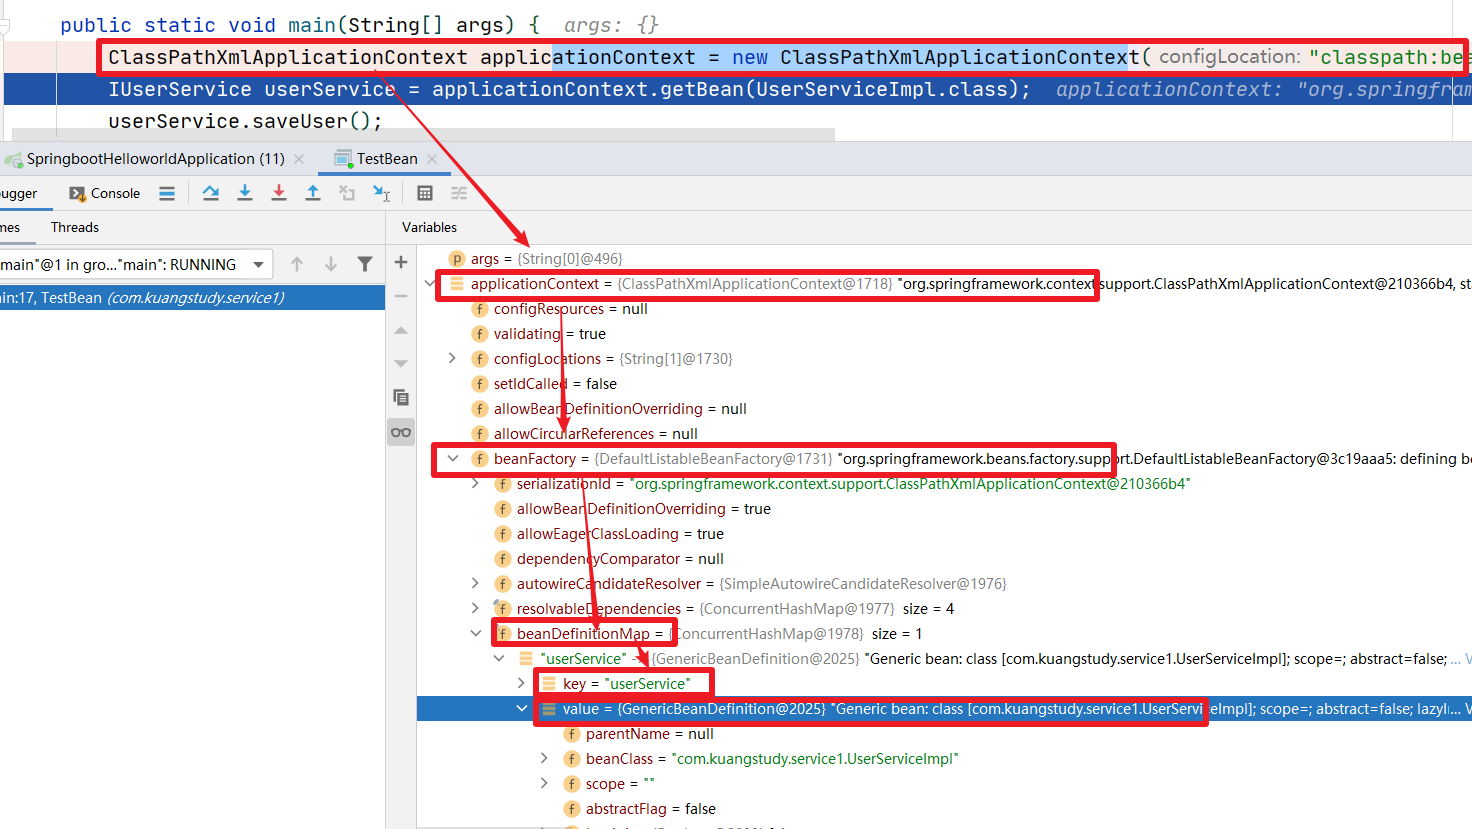 public static void main(String[] args) {  args: {}
ClassPathXmlApplicationContext applicationContext = new ClassPathXmlApplicationContext( configLocation: "classpath:bea
IUserService userService = applicationContext.getBean(UserServiceImpl.class);  applicationContext: "org.springfram
userService.saveUser();
SpringbootHelloworldApplication (11) × TestBean ×
ugger Console
mes Threads Variables
main"@1 in gro..."main": RUNNING
in:17, TestBean (com.kuangstudy.service1)
args = {String[0]@496}
applicationContext = {ClassPathXmlApplicationContext@1718} "org.springframework.context.support.ClassPathXmlApplicationContext@210366b4, st
configResources = null
validating = true
configLocations = {String[1]@1730}
setIdCalled = false
allowBeanDefinitionOverriding = null
allowCircularReferences = null
beanFactory = {DefaultListableBeanFactory@1731} "org.springframework.beans.factory.support.DefaultListableBeanFactory@3c19aaa5: defining be
serializationId = "org.springframework.context.support.ClassPathXmlApplicationContext@210366b4"
allowBeanDefinitionOverriding = true
allowEagerClassLoading = true
dependencyComparator = null
autowireCandidateResolver = {SimpleAutowireCandidateResolver@1976}
resolvableDependencies = {ConcurrentHashMap@1977} size = 4
beanDefinitionMap = {ConcurrentHashMap@1978} size = 1
"userService" -> {GenericBeanDefinition@2025} "Generic bean: class [com.kuangstudy.service1.UserServiceImpl]; scope=; abstract=false; ... V
key = "userService"
value = {GenericBeanDefinition@2025} "Generic bean: class [com.kuangstudy.service1.UserServiceImpl]; scope=; abstract=false; lazyI... V
parentName = null
beanClass = "com.kuangstudy.service1.UserServiceImpl"
scope = ""
abstractFlag = false